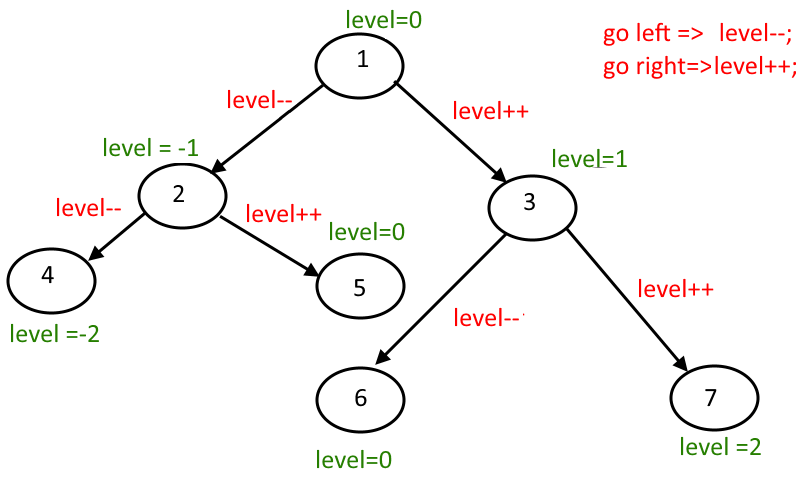 level=0
go left => level--;
1
go right=>level++;
level--
level++
level = -1
level=1
2
3
level--
level++
level=0
4
5
level++
level--
level =-2
6
7
level =2
level=0